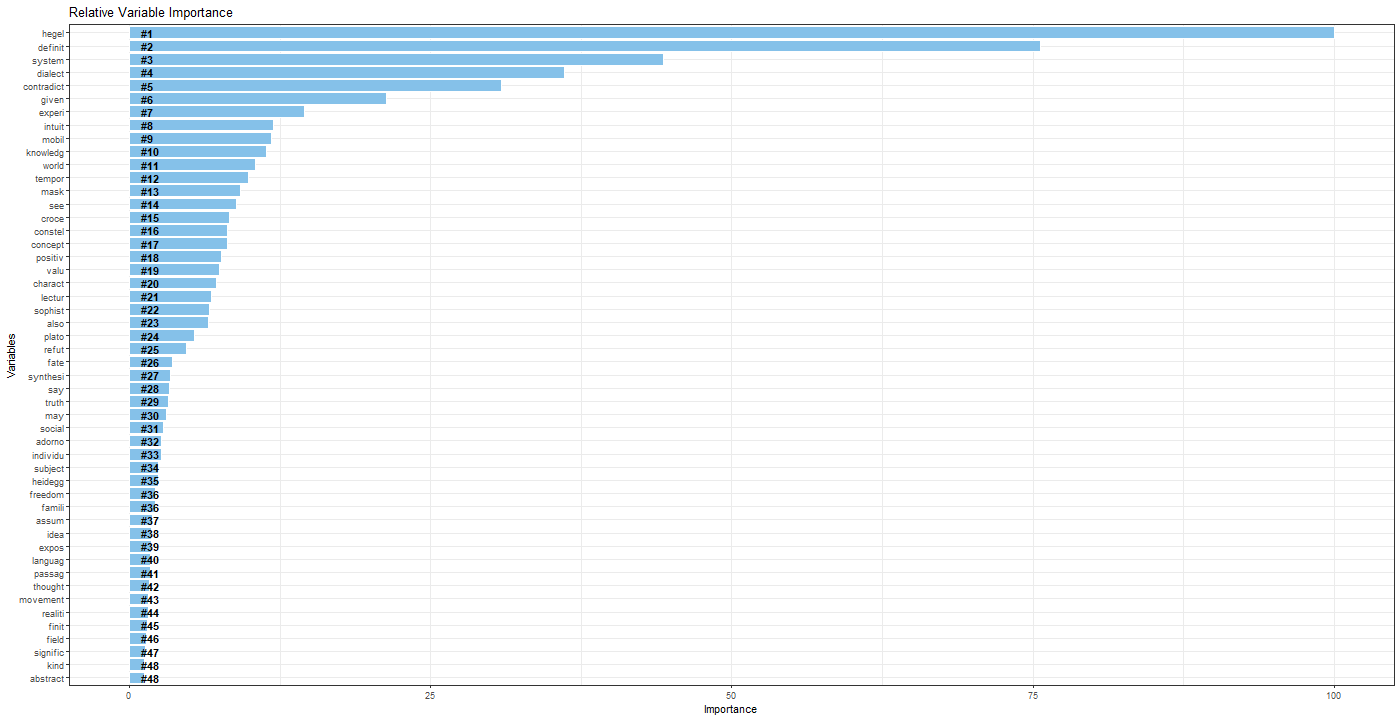 Relative Variable Importance
hegel #1
definit #2
system #3
dialect #4
contradict #5
given #6
experi #7
intuit #8
mobil #9
knowledg #10
world #11
tempor #12
mask #13
see #14
croce #15
constel #16
concept #17
positiv #18
valu #19
charact #20
lectur #21
sophist #22
also #23
plato #24
refut #25
fate #26
synthesi #27
say #28
truth #29
may #30
social #31
adorno #32
individu #33
subject #34
heidegg #35
freedom #36
famili #36
assum #37
idea #38
expos #39
languag #40
passag #41
thought #42
movement #43
realiti #44
finit #45
field #46
signific #47
kind #48
abstract #48
Variables
0 25 50 75 100
Importance